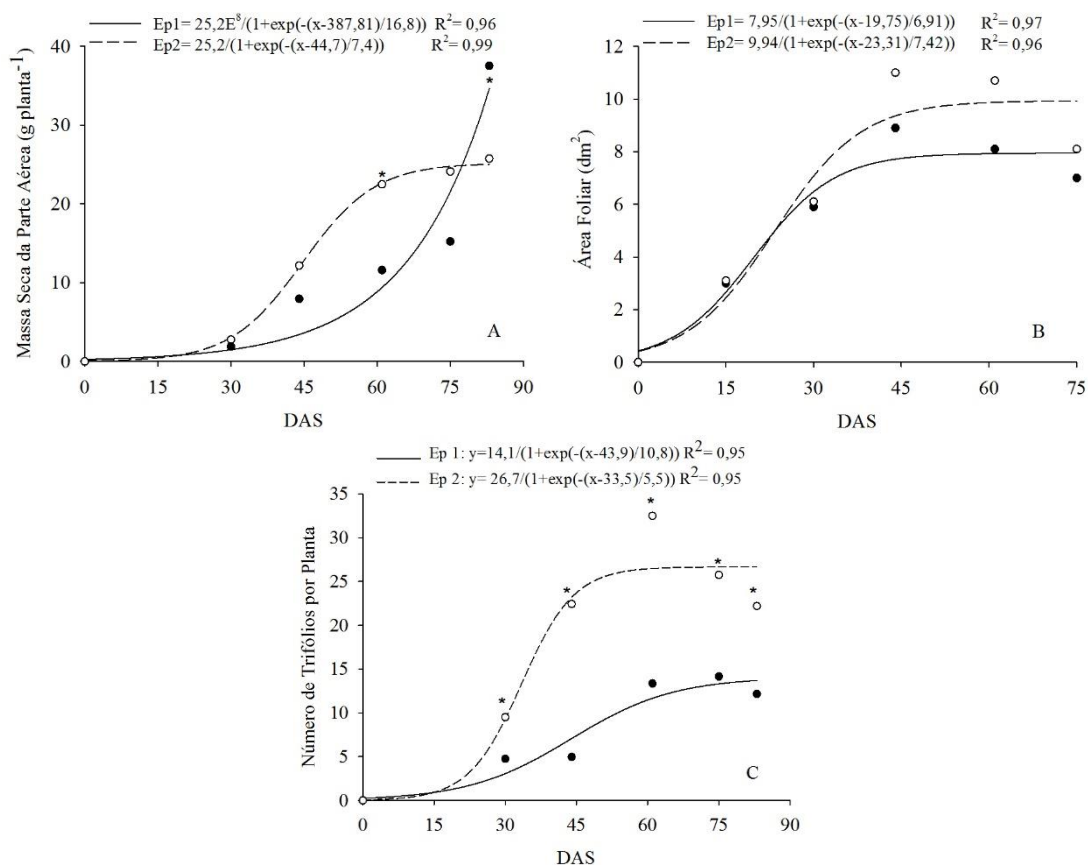 Ep1= 25,2E⁸/(1+exp(-(x-387,81)/16,8)) R²= 0,96
Ep2= 25,2/(1+exp(-(x-44,7)/7,4)) R²= 0,99
40
30
20
10
0
Massa Seca da Parte Aérea (g planta⁻¹)
*
*
A
0 15 30 45 61 75 90
DAS
Ep1= 7,95/(1+exp(-(x-19,75)/6,91)) R²= 0,97
Ep2= 9,94/(1+exp(-(x-23,31)/7,42)) R²= 0,96
12
10
8
6
4
2
0
Área Foliar (dm²)
B
0 15 30 45 61 75
DAS
Ep 1: y=14,1/(1+exp(-(x-43,9)/10,8)) R²= 0,95
Ep 2: y= 26,7/(1+exp(-(x-33,5)/5,5)) R²= 0,95
35
30
25
20
15
10
5
0
Número de Trifólios por Planta
*
*
*
*
*
C
0 15 30 45 60 75 90
DAS